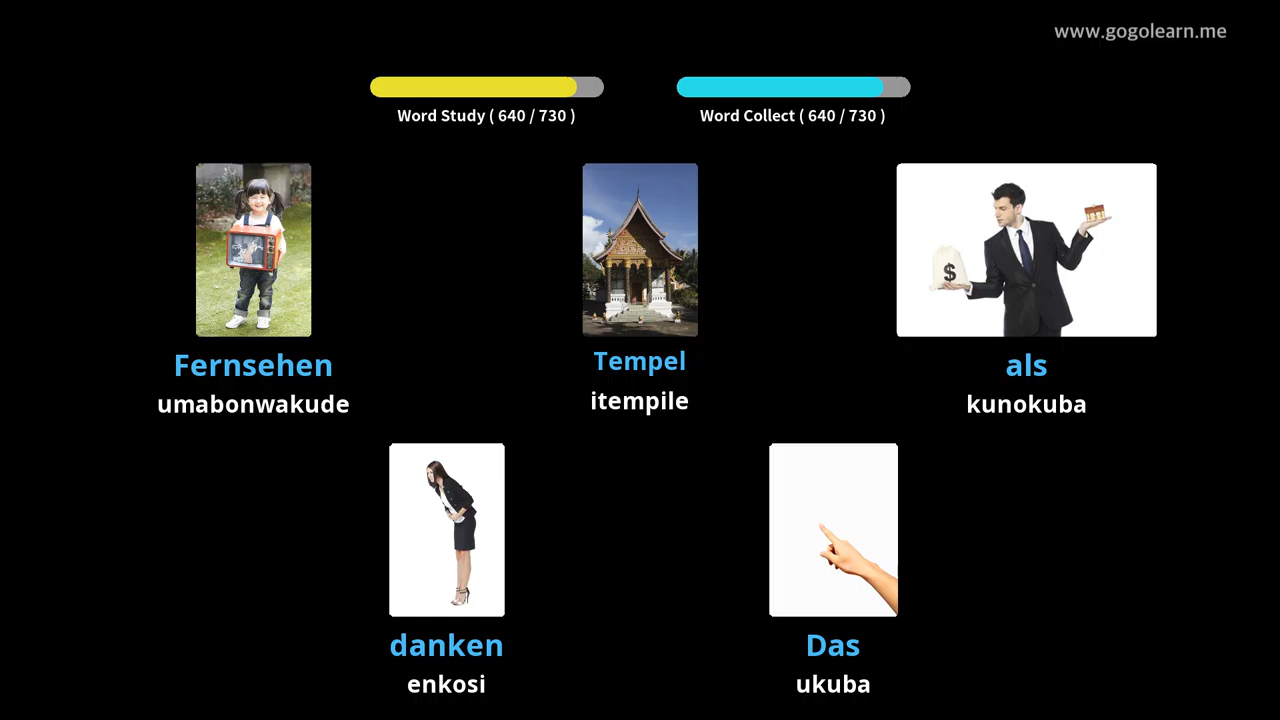 www.gogolearn.me
Word Study ( 640 / 730 )
Word Collect ( 640 / 730 )
Fernsehen
umabonwakude
Tempel
itempile
als
kunokuba
danken
enkosi
Das
ukuba